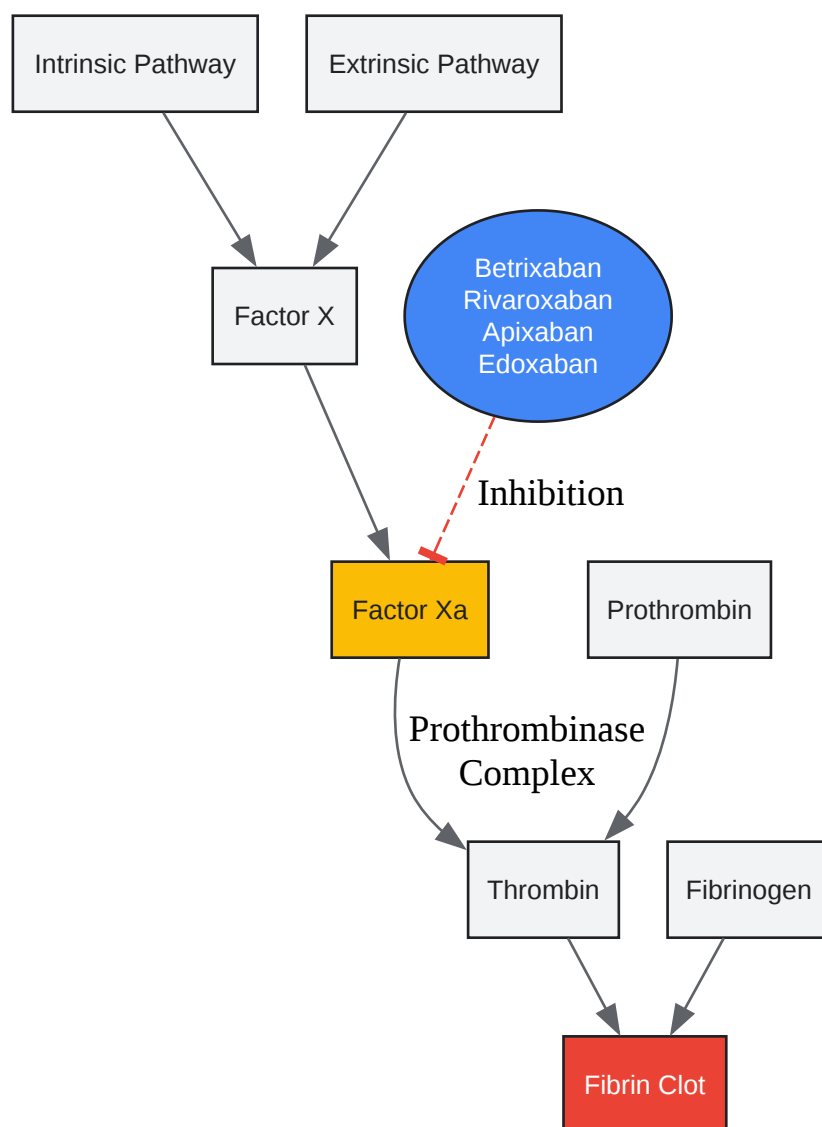 Intrinsic Pathway
Extrinsic Pathway
Factor X
Betrixaban
Rivaroxaban
Apixaban
Edoxaban
Inhibition
Factor Xa
Prothrombin
Prothrombinase
Complex
Thrombin
Fibrinogen
Fibrin Clot